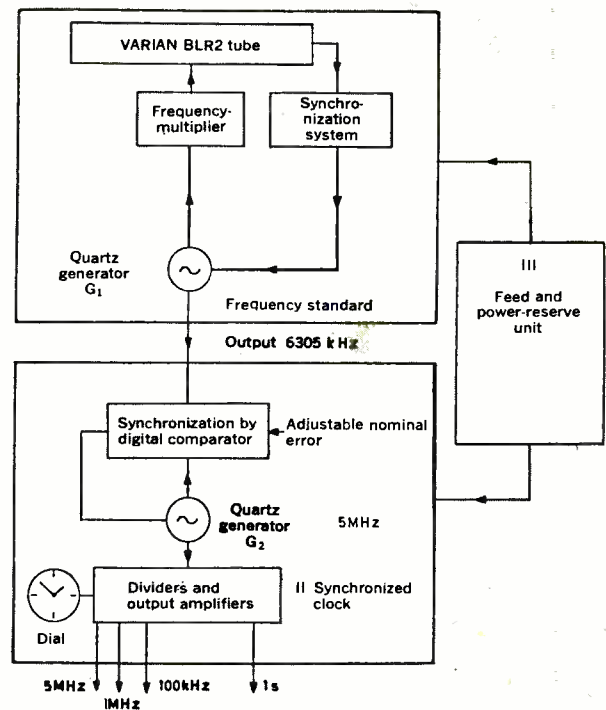 VARIAN BLR2 tube
Frequency-
multiplier
Synchro-
nization
system
Quartz
generator
G1
Frequency standard
III
Feed and
power-reserve
unit
Output 6305 kHz
Synchronization by
digital comparator
Adjustable nominal
error
Quartz
generator
G2
5MHz
Dividers and
output amplifiers
II Synchronized
clock
Dial
5MHz
1MHz
100kHz
1s